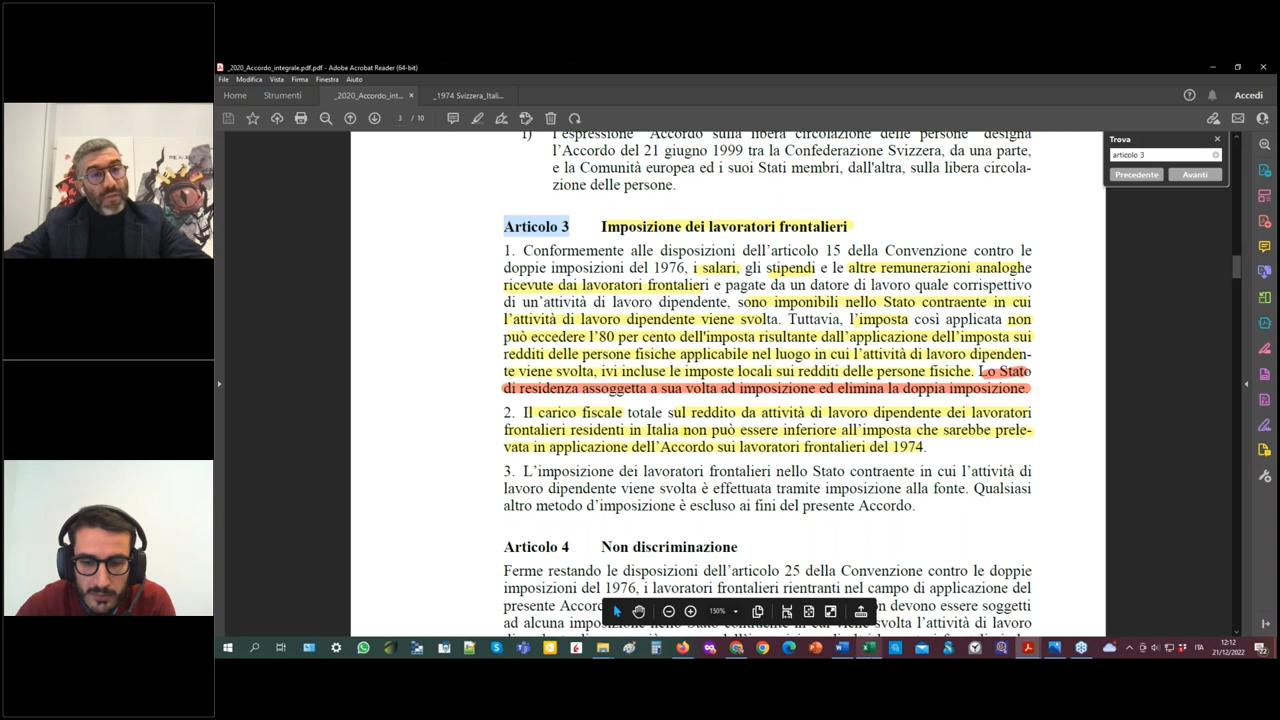 _2020_Accordo_integrale.pdf.pdf - Adobe Acrobat Reader (64-bit)
File Modifica Vista Firma Finestra Aiuto
Home Strumenti _2020_Accordo_int... × _1974 Svizzera_Itali... Accedi
3 / 10
Trova
articolo 3
Precedente Avanti
f) l'espressione "Accordo sulla libera circolazione delle persone" designa
l'Accordo del 21 giugno 1999 tra la Confederazione Svizzera, da una parte,
e la Comunità europea ed i suoi Stati membri, dall'altra, sulla libera circola-
zione delle persone.
Articolo 3 Imposizione dei lavoratori frontalieri
1. Conformemente alle disposizioni dell'articolo 15 della Convenzione contro le
doppie imposizioni del 1976, i salari, gli stipendi e le altre remunerazioni analoghe
ricevute dai lavoratori frontalieri e pagate da un datore di lavoro quale corrispettivo
di un'attività di lavoro dipendente, sono imponibili nello Stato contraente in cui
l'attività di lavoro dipendente viene svolta. Tuttavia, l'imposta così applicata non
può eccedere l'80 per cento dell'imposta risultante dall'applicazione dell'imposta sui
redditi delle persone fisiche applicabile nel luogo in cui l'attività di lavoro dipenden-
te viene svolta, ivi incluse le imposte locali sui redditi delle persone fisiche. Lo Stato
di residenza assoggetta a sua volta ad imposizione ed elimina la doppia imposizione.
2. Il carico fiscale totale sul reddito da attività di lavoro dipendente dei lavoratori
frontalieri residenti in Italia non può essere inferiore all'imposta che sarebbe prele-
vata in applicazione dell'Accordo sui lavoratori frontalieri del 1974.
3. L'imposizione dei lavoratori frontalieri nello Stato contraente in cui l'attività di
lavoro dipendente viene svolta è effettuata tramite imposizione alla fonte. Qualsiasi
altro metodo d'imposizione è escluso ai fini del presente Accordo.
Articolo 4 Non discriminazione
Ferme restando le disposizioni dell'articolo 25 della Convenzione contro le doppie
imposizioni del 1976, i lavoratori frontalieri rientranti nel campo di applicazione del
presente Accor non devono essere soggetti
ad alcuna impos svolta l'attività di lavoro
150%
ITA
12:12
21/12/2022